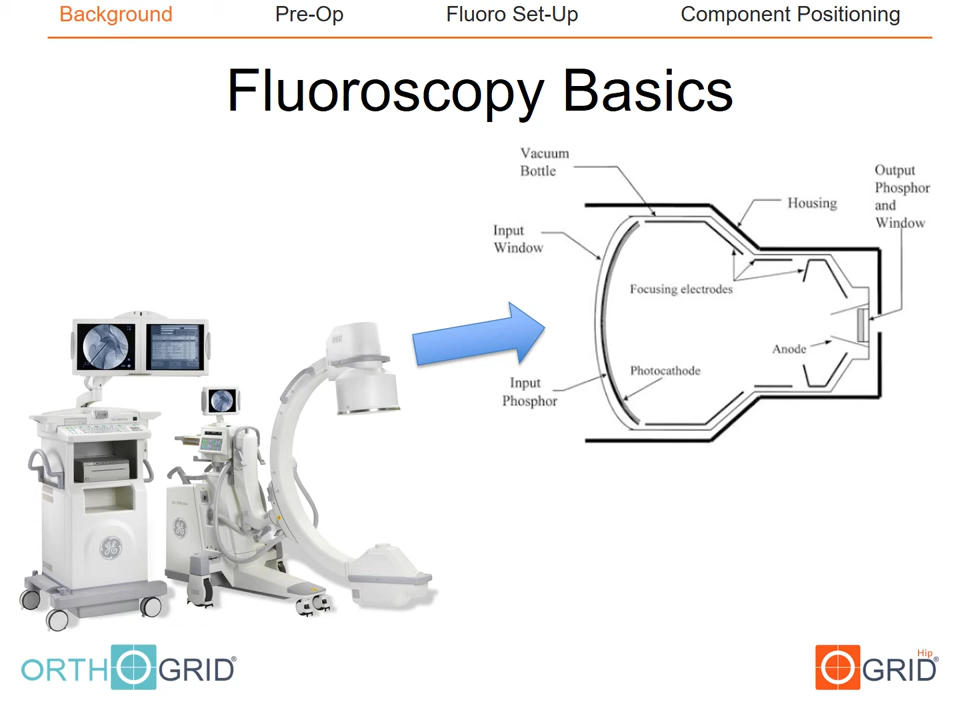 Background Pre-Op Fluoro Set-Up Component Positioning
Fluoroscopy Basics
Vacuum
Bottle
Output
Phosphor
and
Window
Housing
Input
Window
Focusing electrodes
Anode
Photocathode
Input
Phosphor
GE
ORTHOGRID®
Hip
GRID®